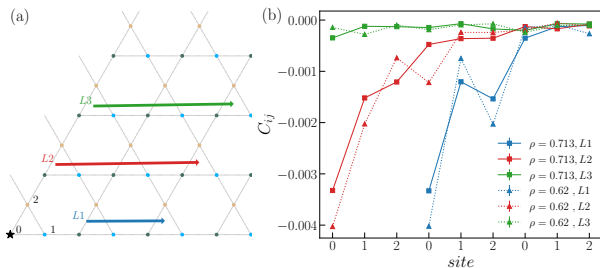 (a)
L3
L2
L1
2
0
1
(b)
0.000
−0.001
−0.002
−0.003
−0.004
C_{ij}
0 1 2 0 1 2 0 1 2
site
ρ = 0.713, L1
ρ = 0.713, L2
ρ = 0.713, L3
ρ = 0.62 , L1
ρ = 0.62 , L2
ρ = 0.62 , L3